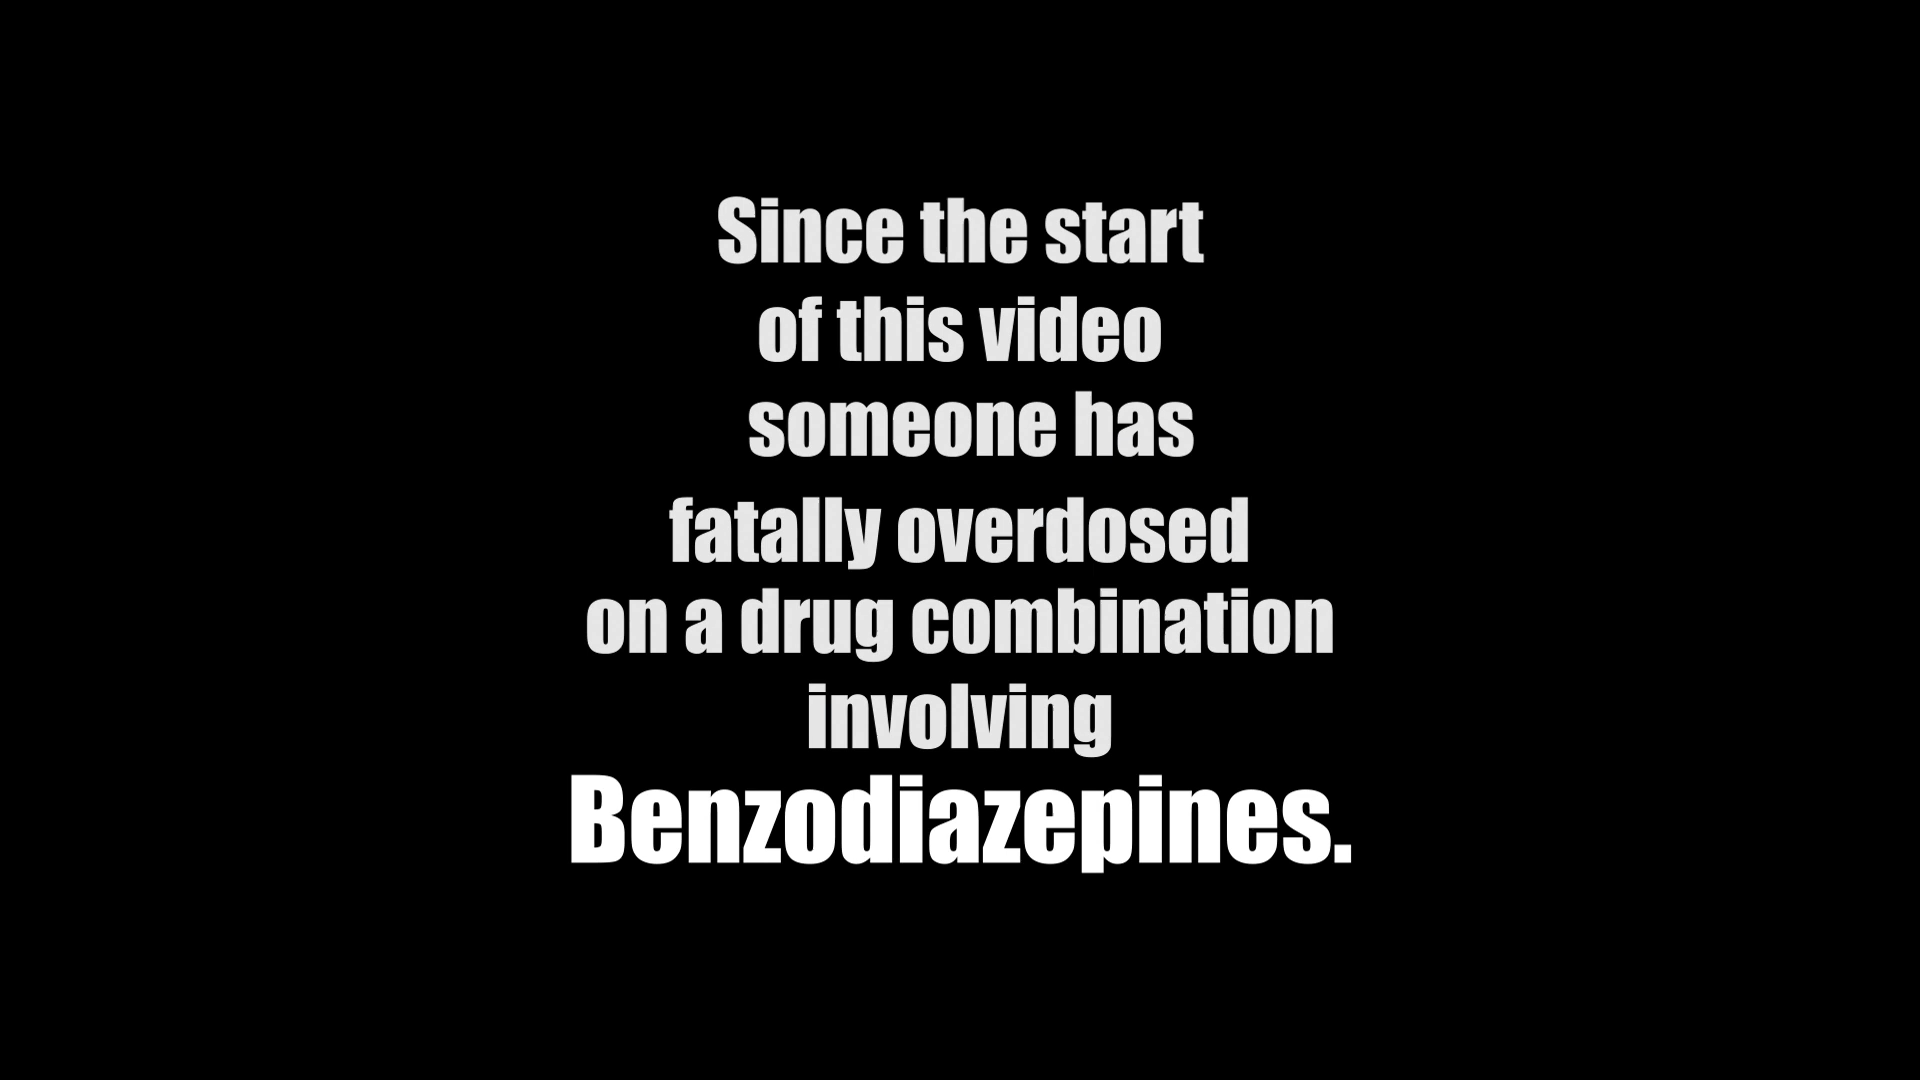 Since the start
of this video
someone has
fatally overdosed
on a drug combination
involving
Benzodiazepines.